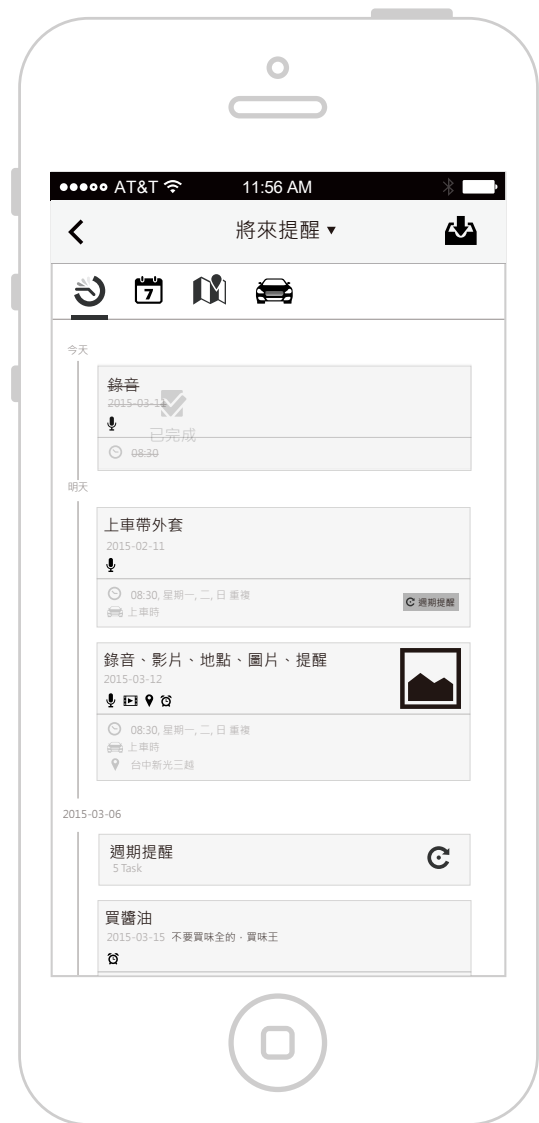 AT&T 11:56 AM
將來提醒 ▾
7
今天
錄音
2015-03-12
已完成
08:30
明天
上車帶外套
2015-02-11
08:30, 星期一, 二, 日 重複
上車時
週期提醒
錄音、影片、地點、圖片、提醒
2015-03-12
08:30, 星期一, 二, 日 重複
上車時
台中新光三越
2015-03-06
週期提醒
5 Task
買醬油
2015-03-15 不要買味全的 · 買味王